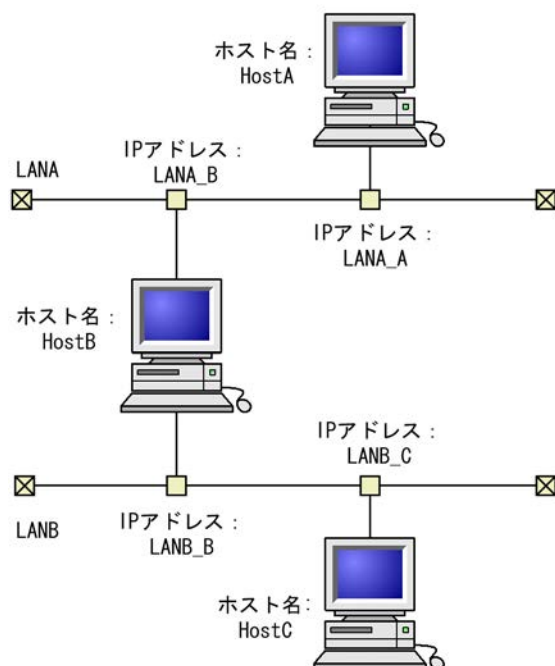 ホスト名：
HostA
IPアドレス：
LANA_B
LANA
IPアドレス：
LANA_A
ホスト名：
HostB
IPアドレス：
LANB_C
LANB
IPアドレス：
LANB_B
ホスト名：
HostC